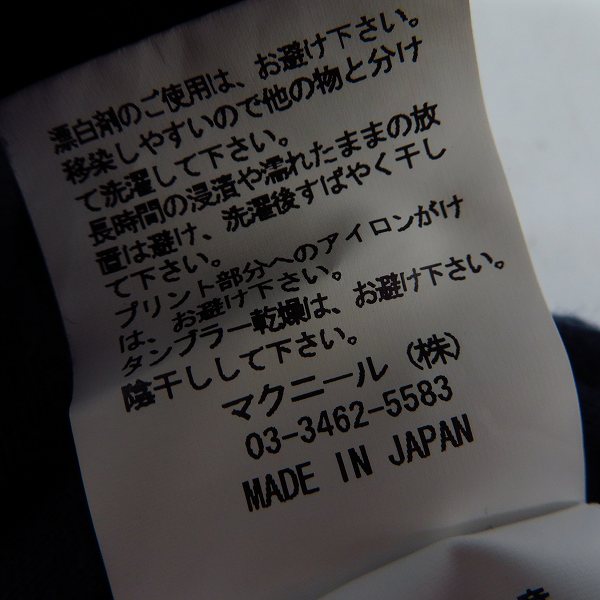 漂白剤のご使用は、お避け下さい。
移染しやすいので他の物と分け
て洗濯して下さい。
長時間の浸漬や濡れたままの放
置は避け、洗濯後すばやく干し
て下さい。
プリント部分へのアイロンがけ
は、お避け下さい。
タンブラー乾燥は、お避け下さい。
陰干しして下さい。
マクニール（株）
03-3462-5583
MADE IN JAPAN